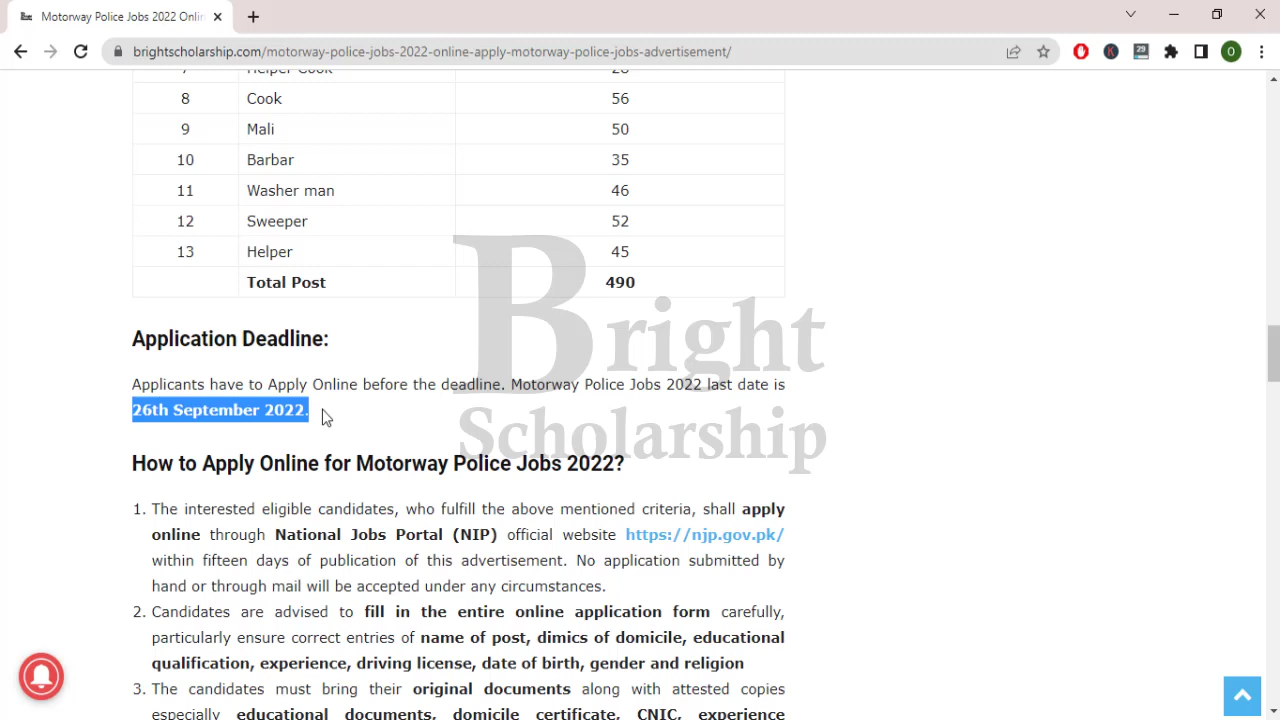 Motorway Police Jobs 2022 Onlin
brightscholarship.com/motorway-police-jobs-2022-online-apply-motorway-police-jobs-advertisement/
29
O
7 Helper Cook 28
8 Cook 56
9 Mali 50
10 Barbar 35
11 Washer man 46
12 Sweeper 52
13 Helper 45
Total Post 490
Bright
Scholarship
Application Deadline:
Applicants have to Apply Online before the deadline. Motorway Police Jobs 2022 last date is
26th September 2022.
How to Apply Online for Motorway Police Jobs 2022?
1. The interested eligible candidates, who fulfill the above mentioned criteria, shall apply
online through National Jobs Portal (NIP) official website https://njp.gov.pk/
within fifteen days of publication of this advertisement. No application submitted by
hand or through mail will be accepted under any circumstances.
2. Candidates are advised to fill in the entire online application form carefully,
particularly ensure correct entries of name of post, dimics of domicile, educational
qualification, experience, driving license, date of birth, gender and religion
3. The candidates must bring their original documents along with attested copies
especially educational documents, domicile certificate, CNIC, experience